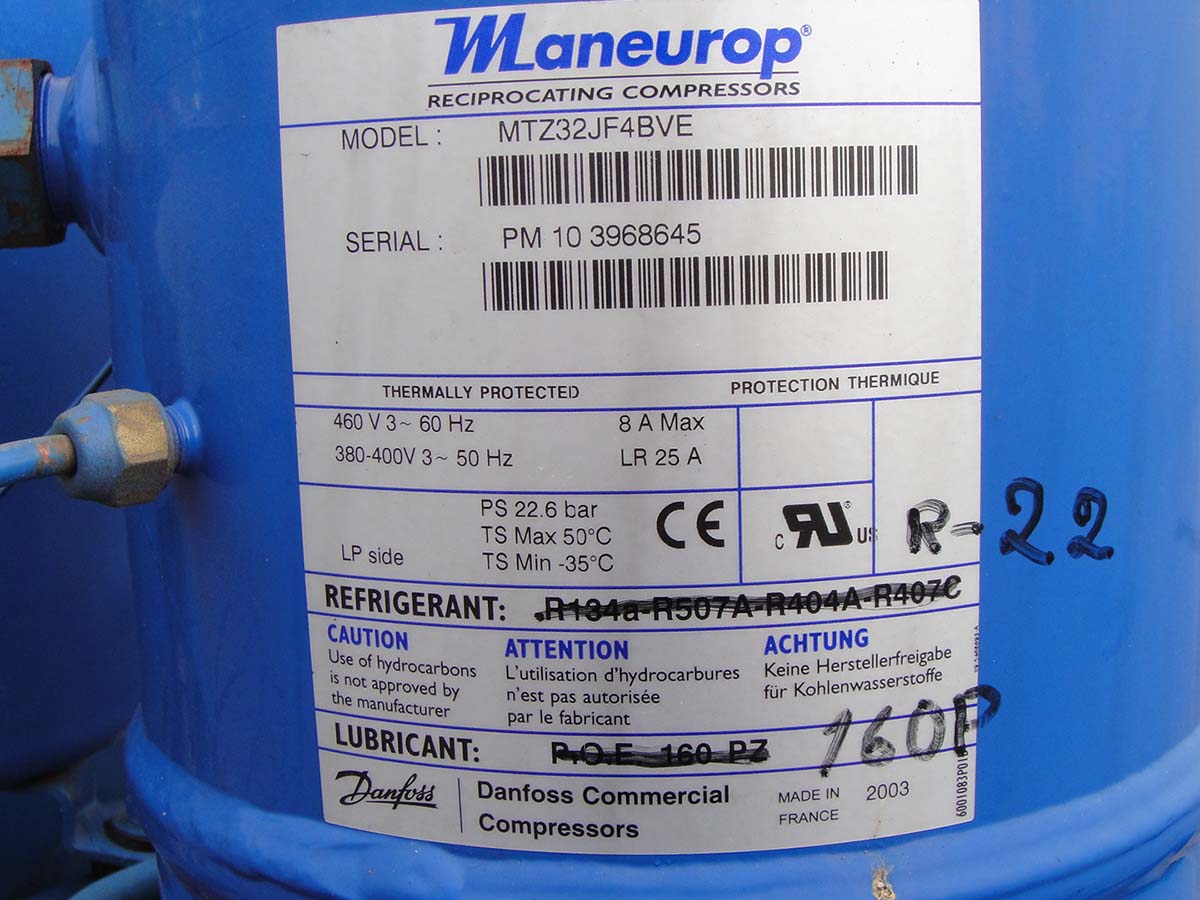 Maneurop®
RECIPROCATING COMPRESSORS
MODEL : MTZ32JF4BVE
SERIAL : PM 10 3968645
THERMALLY PROTECTED PROTECTION THERMIQUE
460 V 3~ 60 Hz 8 A Max
380-400V 3~ 50 Hz LR 25 A
PS 22.6 bar
TS Max 50°C
LP side TS Min -35°C
CE
c RU® US
R-22
REFRIGERANT: R134a-R507A-R404A-R407C
CAUTION
Use of hydrocarbons
is not approved by
the manufacturer
ATTENTION
L'utilisation d'hydrocarbures
n'est pas autorisée
par le fabricant
ACHTUNG
Keine Herstellerfreigabe
für Kohlenwasserstoffe
LUBRICANT: P.O.E. 160 PZ
160P
Danfoss
Danfoss Commercial
Compressors
MADE IN
FRANCE
2003